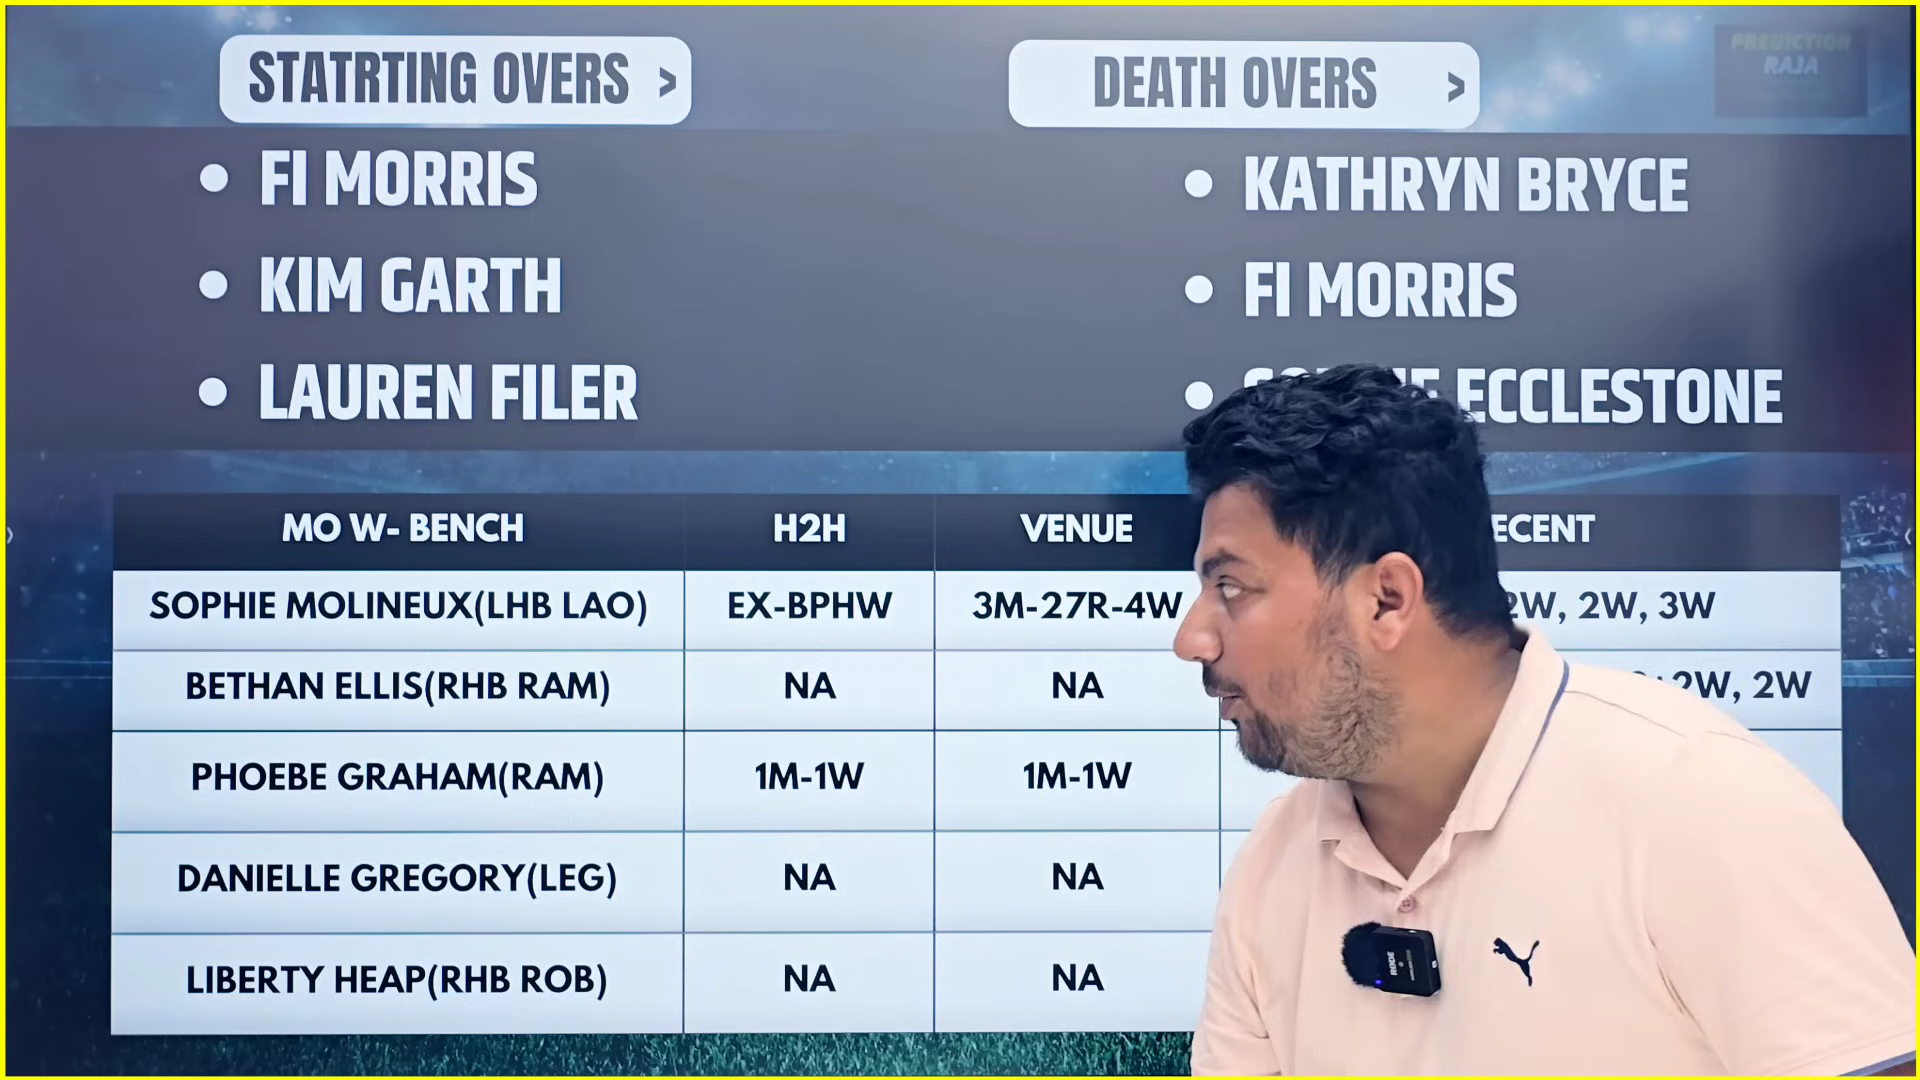 STATRTING OVERS >
DEATH OVERS >
PREDICTION
RAJA
• FI MORRIS
• KIM GARTH
• LAUREN FILER
• KATHRYN BRYCE
• FI MORRIS
• ECCLESTONE
MO W- BENCH H2H VENUE ECENT
SOPHIE MOLINEUX(LHB LAO) EX-BPHW 3M-27R-4W 2W, 2W, 3W
BETHAN ELLIS(RHB RAM) NA NA 2W, 2W
PHOEBE GRAHAM(RAM) 1M-1W 1M-1W
DANIELLE GREGORY(LEG) NA NA
LIBERTY HEAP(RHB ROB) NA NA
RODE